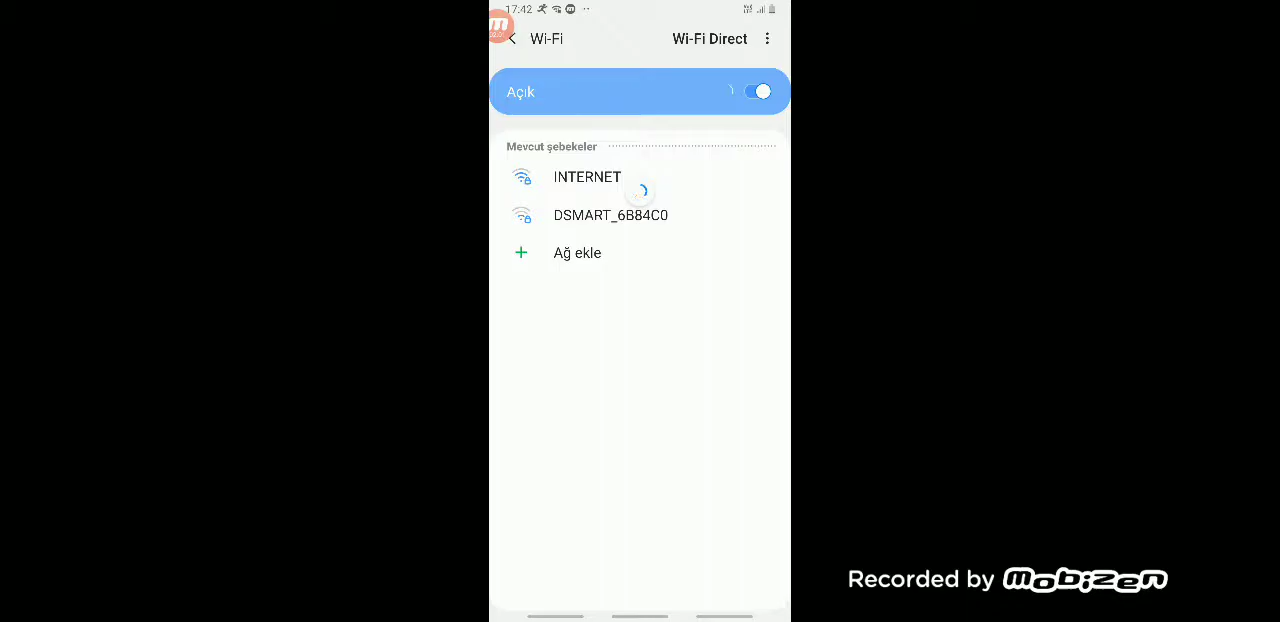 17:42
Wi-Fi
Wi-Fi Direct
Açık
Mevcut şebekeler
INTERNET
DSMART_6B84C0
Ağ ekle
Recorded by mobizen